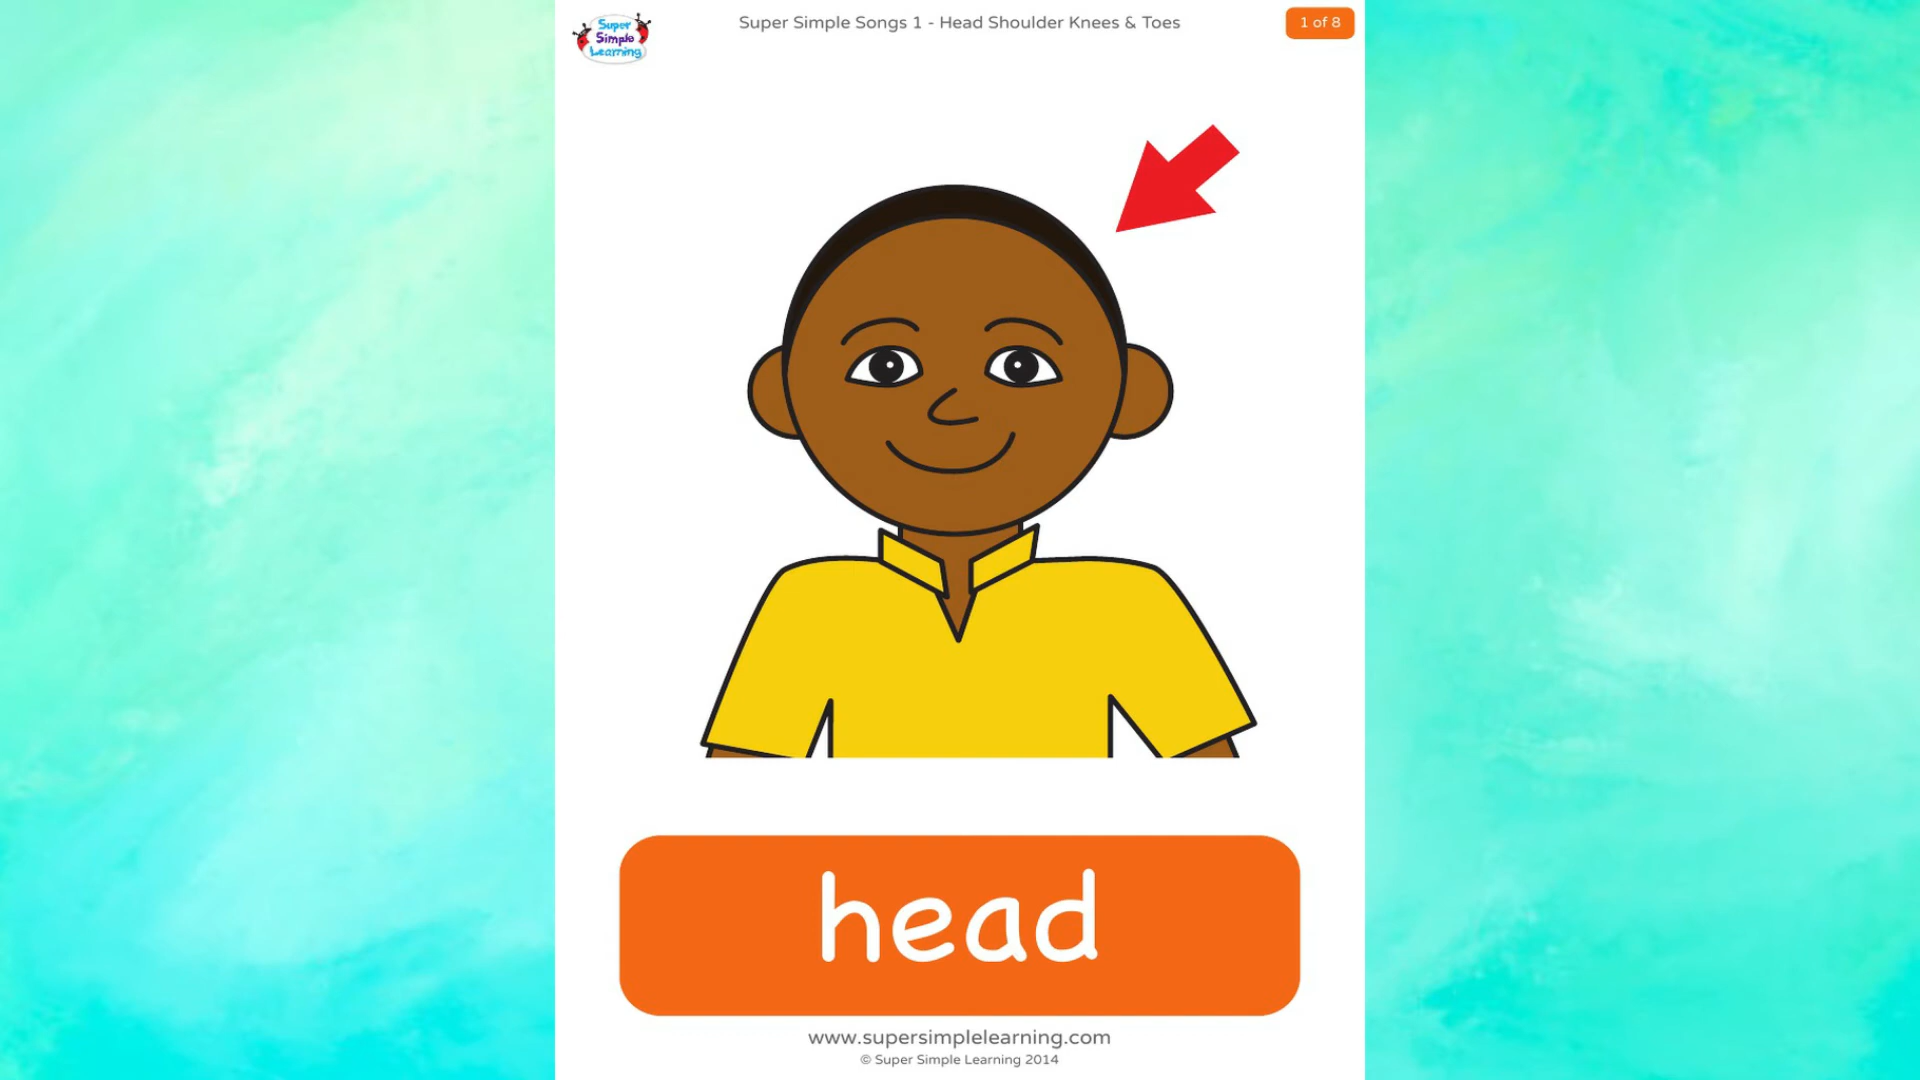 Super
Simple
Learning
Super Simple Songs 1 - Head Shoulder Knees & Toes
1 of 8
head
www.supersimplelearning.com
© Super Simple Learning 2014